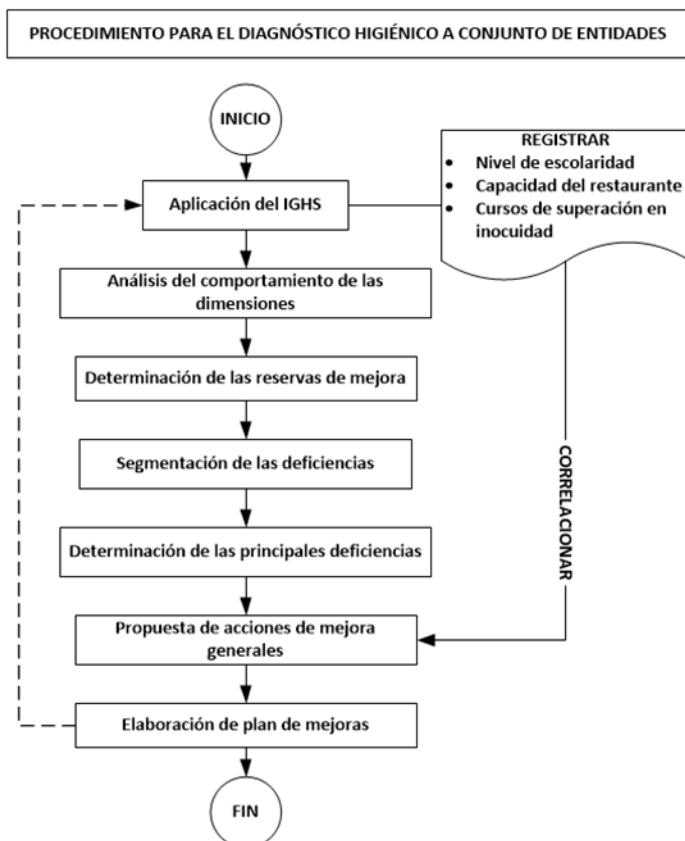 PROCEDIMIENTO PARA EL DIAGNÓSTICO HIGIÉNICO A CONJUNTO DE ENTIDADES
INICIO
REGISTRAR
• Nivel de escolaridad
• Capacidad del restaurante
• Cursos de superación en
inocuidad
Aplicación del IGHS
Análisis del comportamiento de las
dimensiones
Determinación de las reservas de mejora
Segmentación de las deficiencias
Determinación de las principales deficiencias
CORRELACIONAR
Propuesta de acciones de mejora
generales
Elaboración de plan de mejoras
FIN